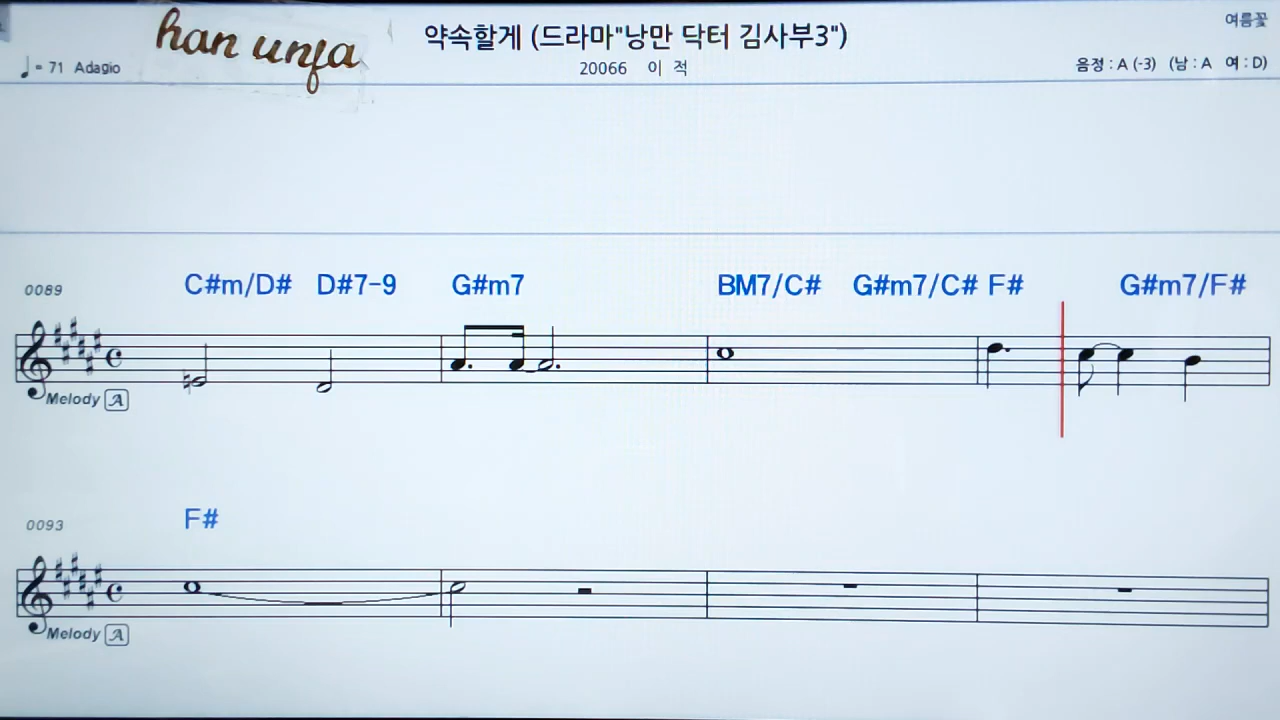 han unja
약속할게 (드라마"낭만 닥터 김사부3")
여름꽃
♩= 71 Adagio
20066 이 적
음정 : A (-3) (남 : A 여 : D)
0089
C#m/D# D#7-9 G#m7 BM7/C# G#m7/C# F# G#m7/F#
Melody A
0093
F#
Melody A